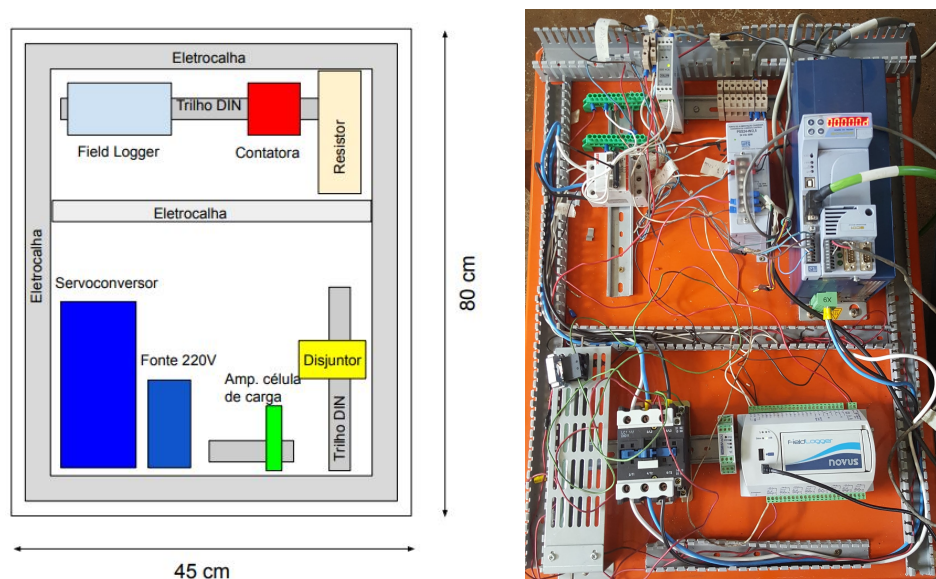 Eletrocalha
Trilho DIN
Field Logger
Contatora
Resistor
Eletrocalha
Eletrocalha
Servoconversor
Fonte 220V
Amp. célula
de carga
Disjuntor
Trilho DIN
80 cm
45 cm
6X
FieldLogger
novus